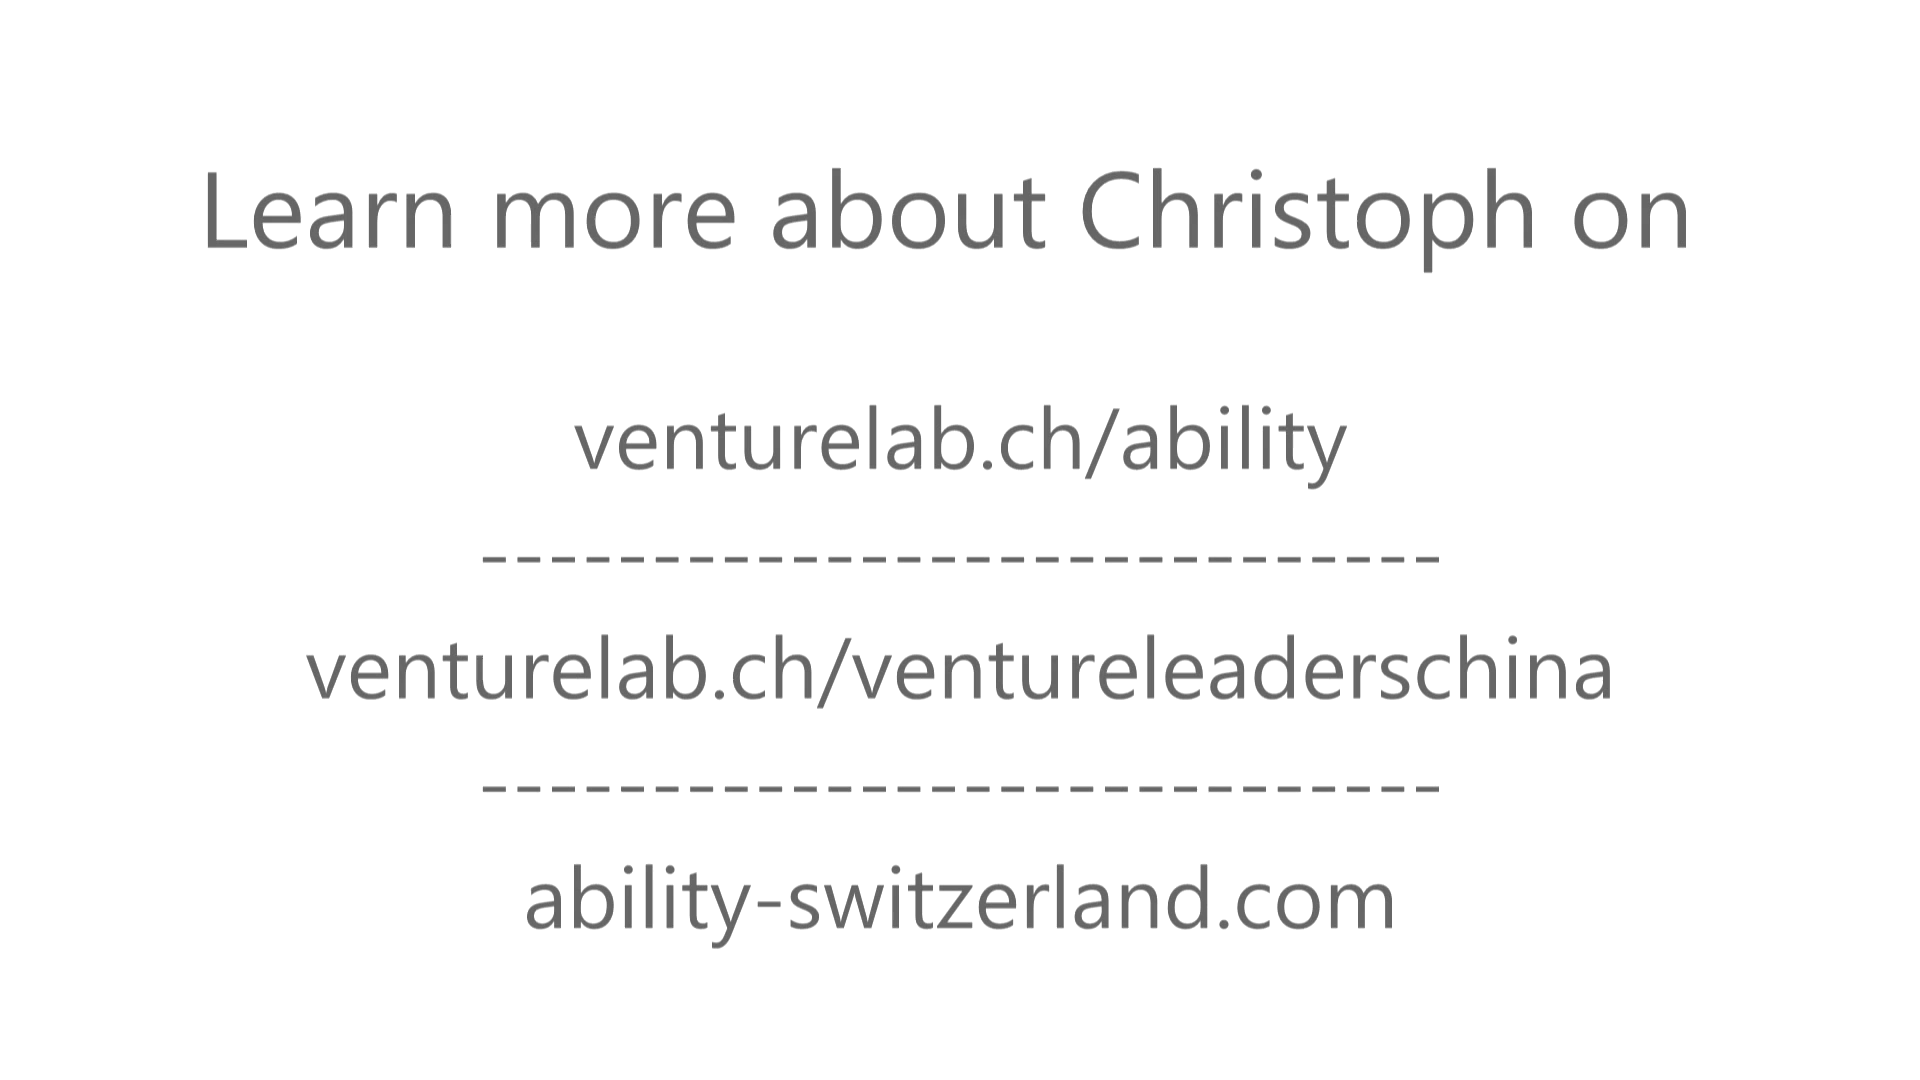 Learn more about Christoph on
venturelab.ch/ability
----------------------------
venturelab.ch/ventureleaderschina
----------------------------
ability-switzerland.com